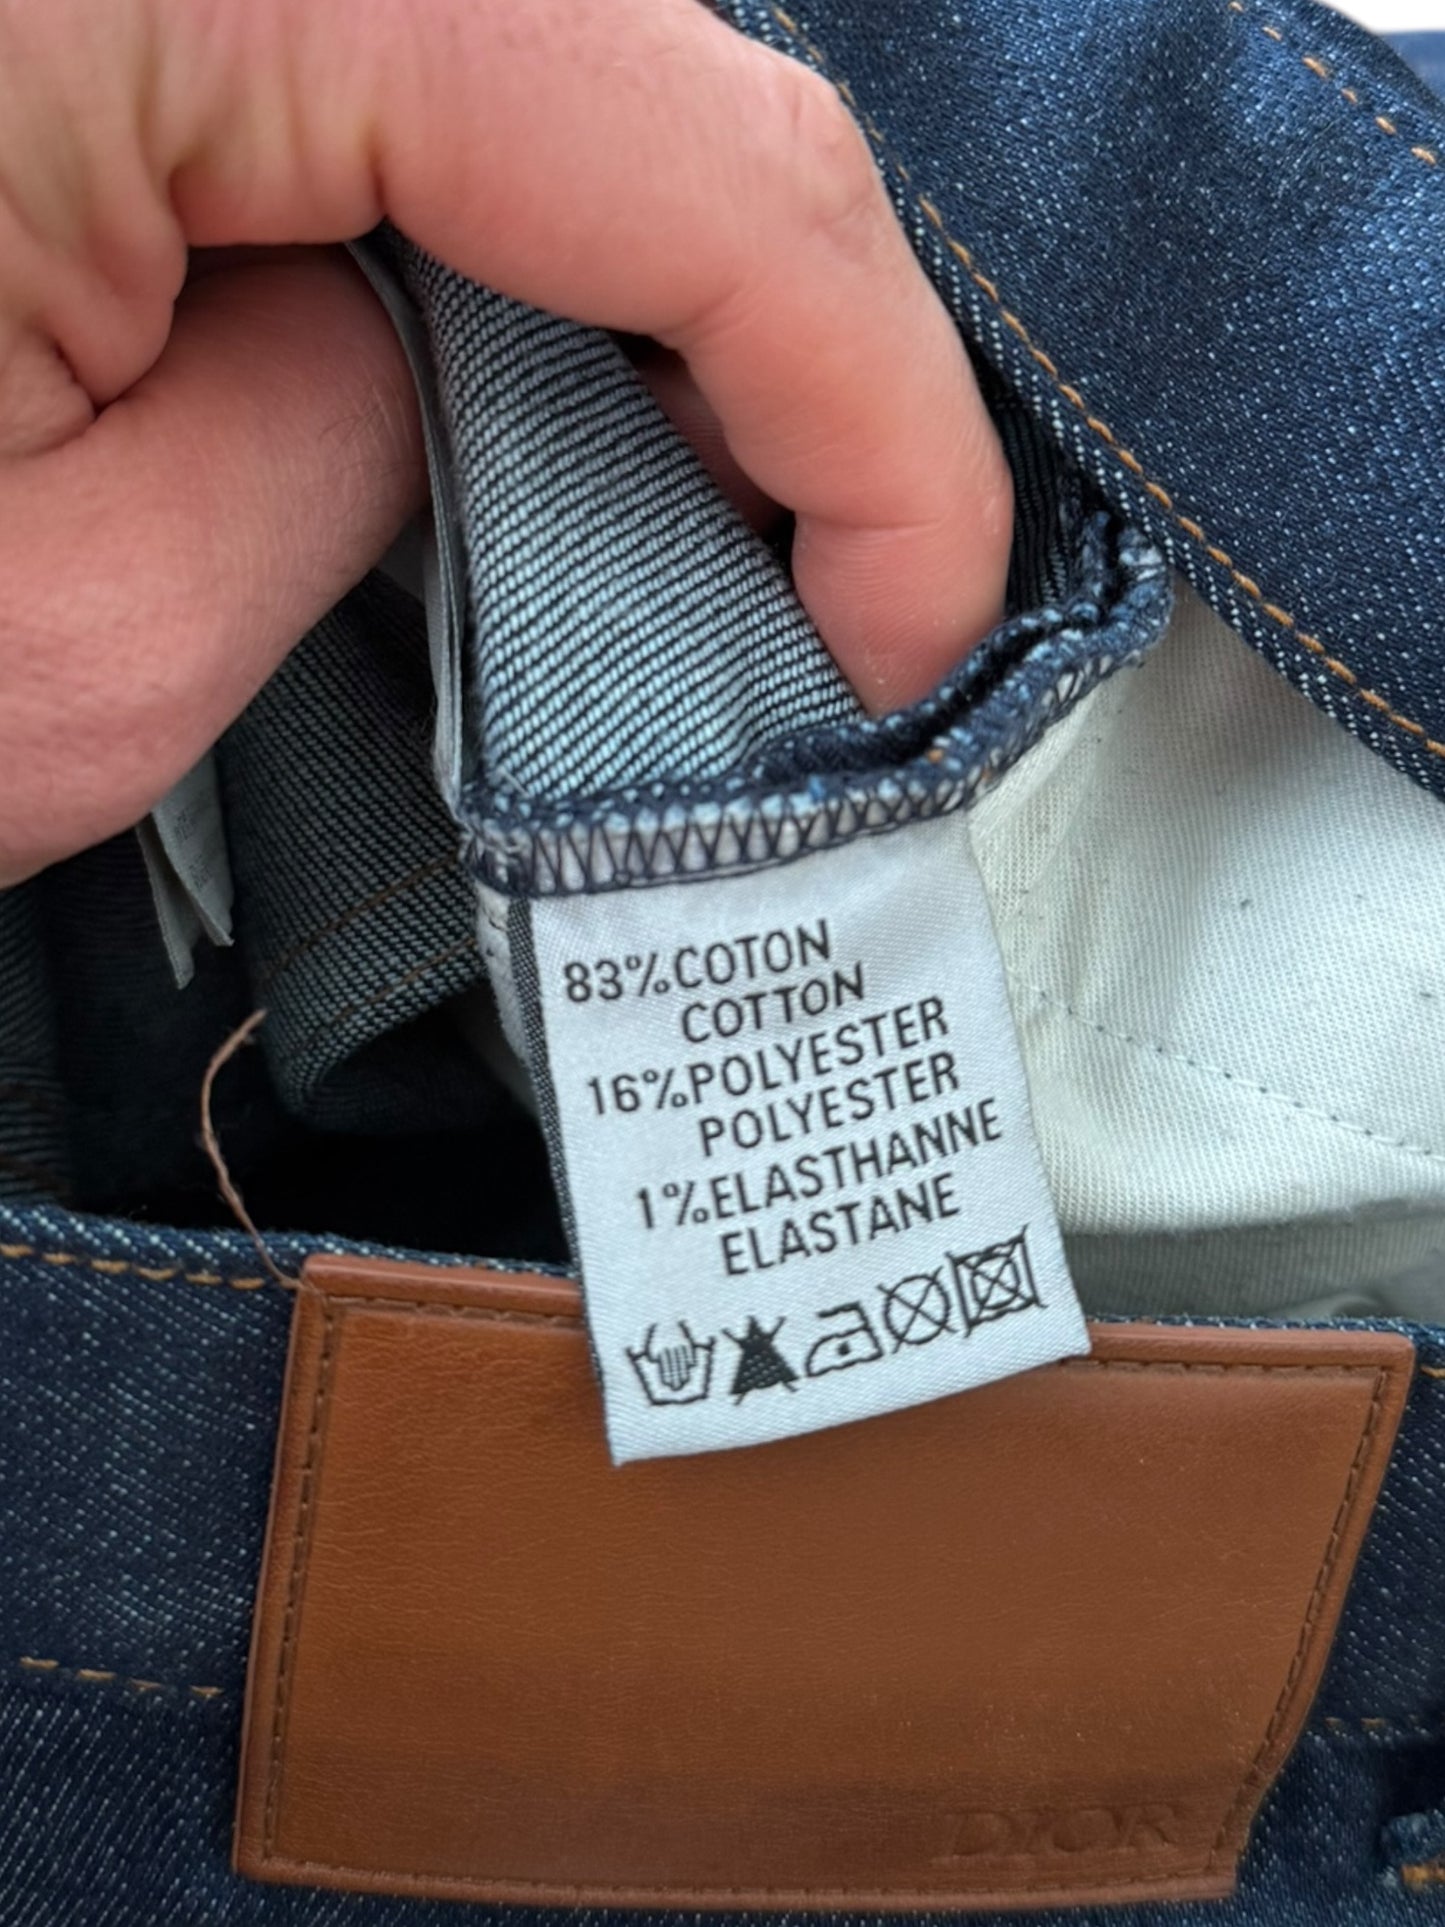 83%COTON
COTTON
16%POLYESTER
POLYESTER
1%ELASTHANNE
ELASTANE
DIOR